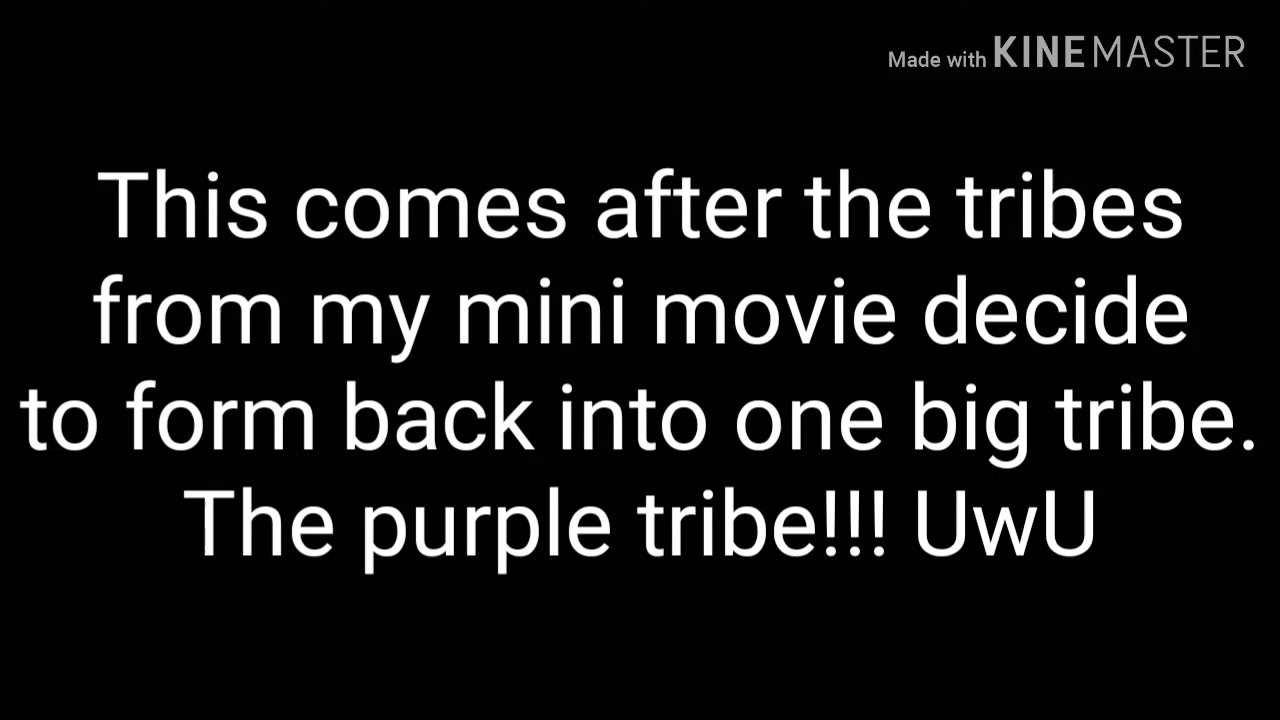 Made with KINEMASTER
This comes after the tribes
from my mini movie decide
to form back into one big tribe.
The purple tribe!!! UwU